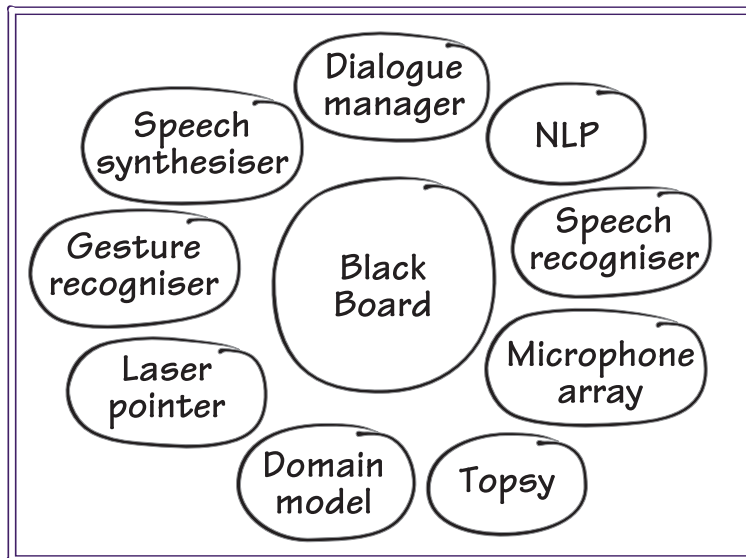 Dialogue
manager
NLP
Speech
synthesiser
Speech
recogniser
Gesture
recogniser
Black
Board
Microphone
array
Laser
pointer
Domain
model
Topsy